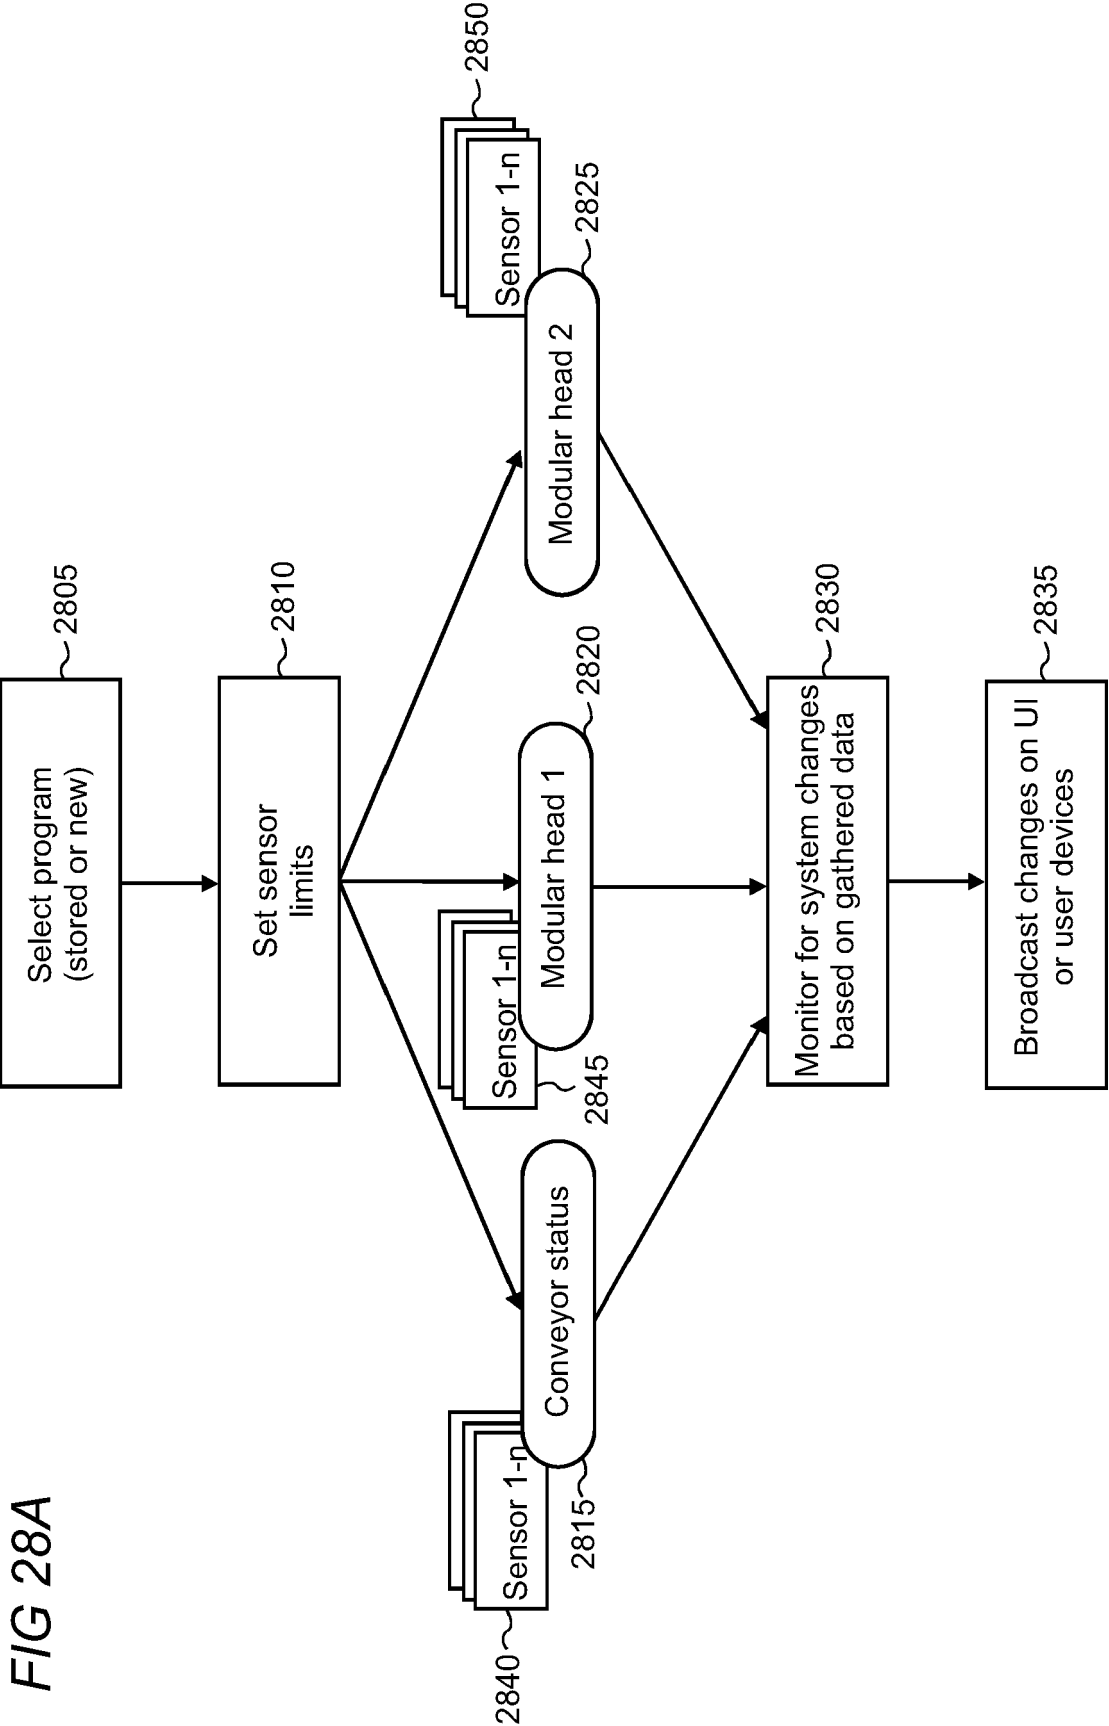 FIG 28A
Select program
(stored or new)
2805
Set sensor
limits
2810
Sensor 1-n
2840
Conveyor status
2815
Sensor 1-n
2845
Modular head 1
2820
Sensor 1-n
2850
Modular head 2
2825
Monitor for system changes
based on gathered data
2830
Broadcast changes on UI
or user devices
2835